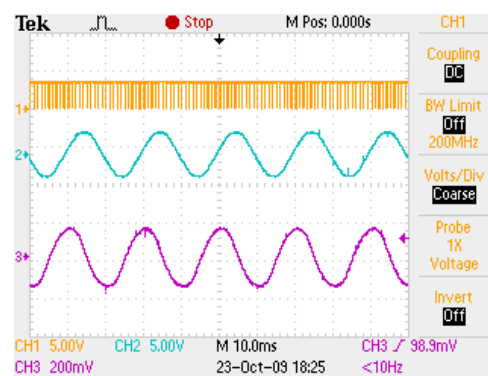 Tek Stop M Pos: 0.000s CH1
Coupling
DC
BW Limit
Off
200MHz
Volts/Div
Coarse
Probe
1X
Voltage
Invert
Off
1
2
3
CH1 5.00V CH2 5.00V M 10.0ms CH3 98.9mV
CH3 200mV 23-Oct-09 18:25 <10Hz